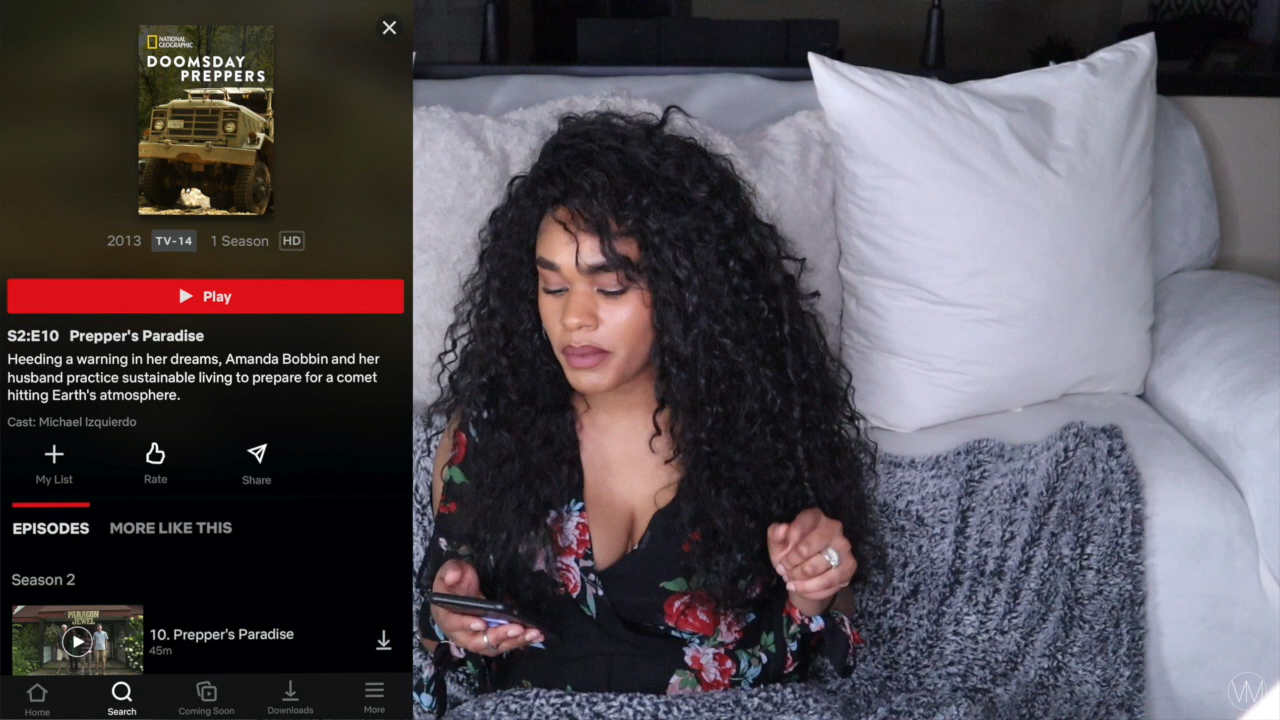 NATIONAL
GEOGRAPHIC
DOOMSDAY
PREPPERS
2013 TV-14 1 Season HD
Play
S2:E10 Prepper's Paradise
Heeding a warning in her dreams, Amanda Bobbin and her
husband practice sustainable living to prepare for a comet
hitting Earth's atmosphere.
Cast: Michael Izquierdo
My List Rate Share
EPISODES MORE LIKE THIS
Season 2
PARAGON
JEWEL
10. Prepper's Paradise
45m
Home Search Coming Soon Downloads More
VM